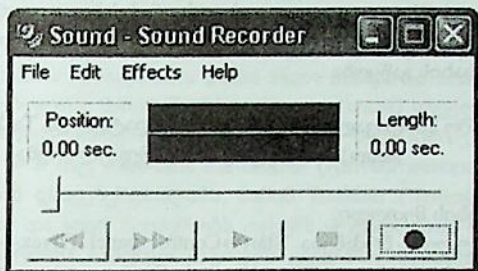 Sound - Sound Recorder
File Edit Effects Help
Position:
0,00 sec.
Length:
0,00 sec.